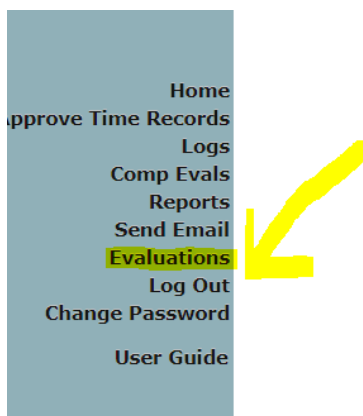 Home
Approve Time Records
Logs
Comp Evals
Reports
Send Email
Evaluations
Log Out
Change Password
User Guide